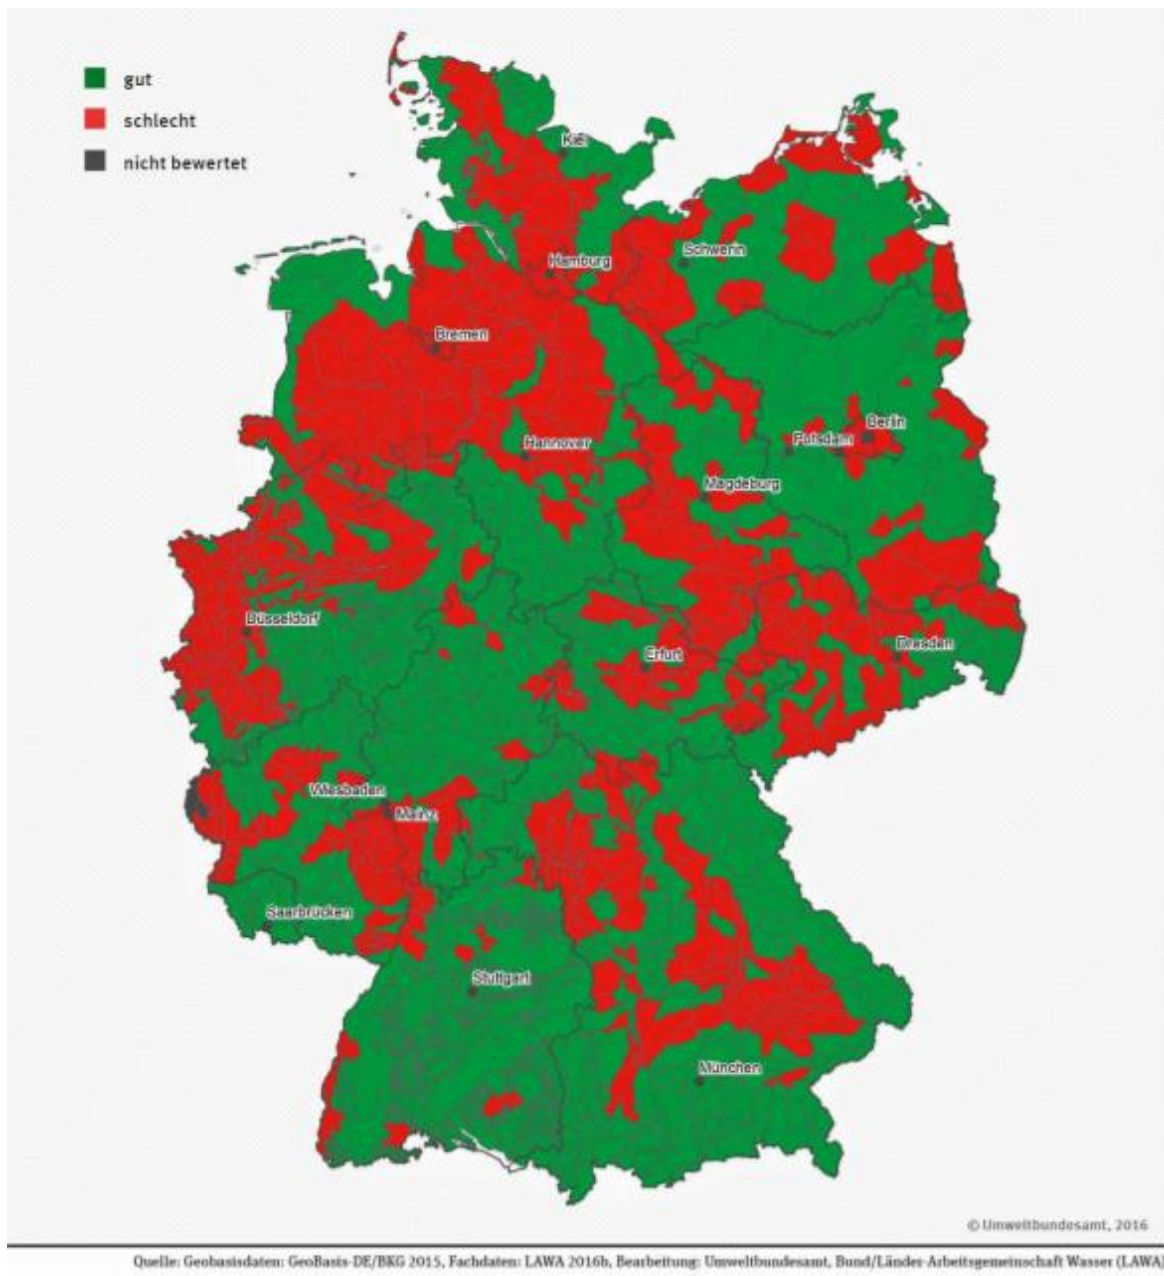 gut
schlecht
nicht bewertet
Kiel
Schwerin
Hamburg
Bremen
Berlin
Potsdam
Hannover
Magdeburg
Düsseldorf
Dresden
Erfurt
Wiesbaden
Mainz
Saarbrücken
Stuttgart
München
© Umweltbundesamt, 2016
Quelle: Geobasisdaten: GeoBasis-DE/BKG 2015, Fachdaten: LAWA 2016b, Bearbeitung: Umweltbundesamt, Bund/Länder-Arbeitsgemeinschaft Wasser (LAWA)